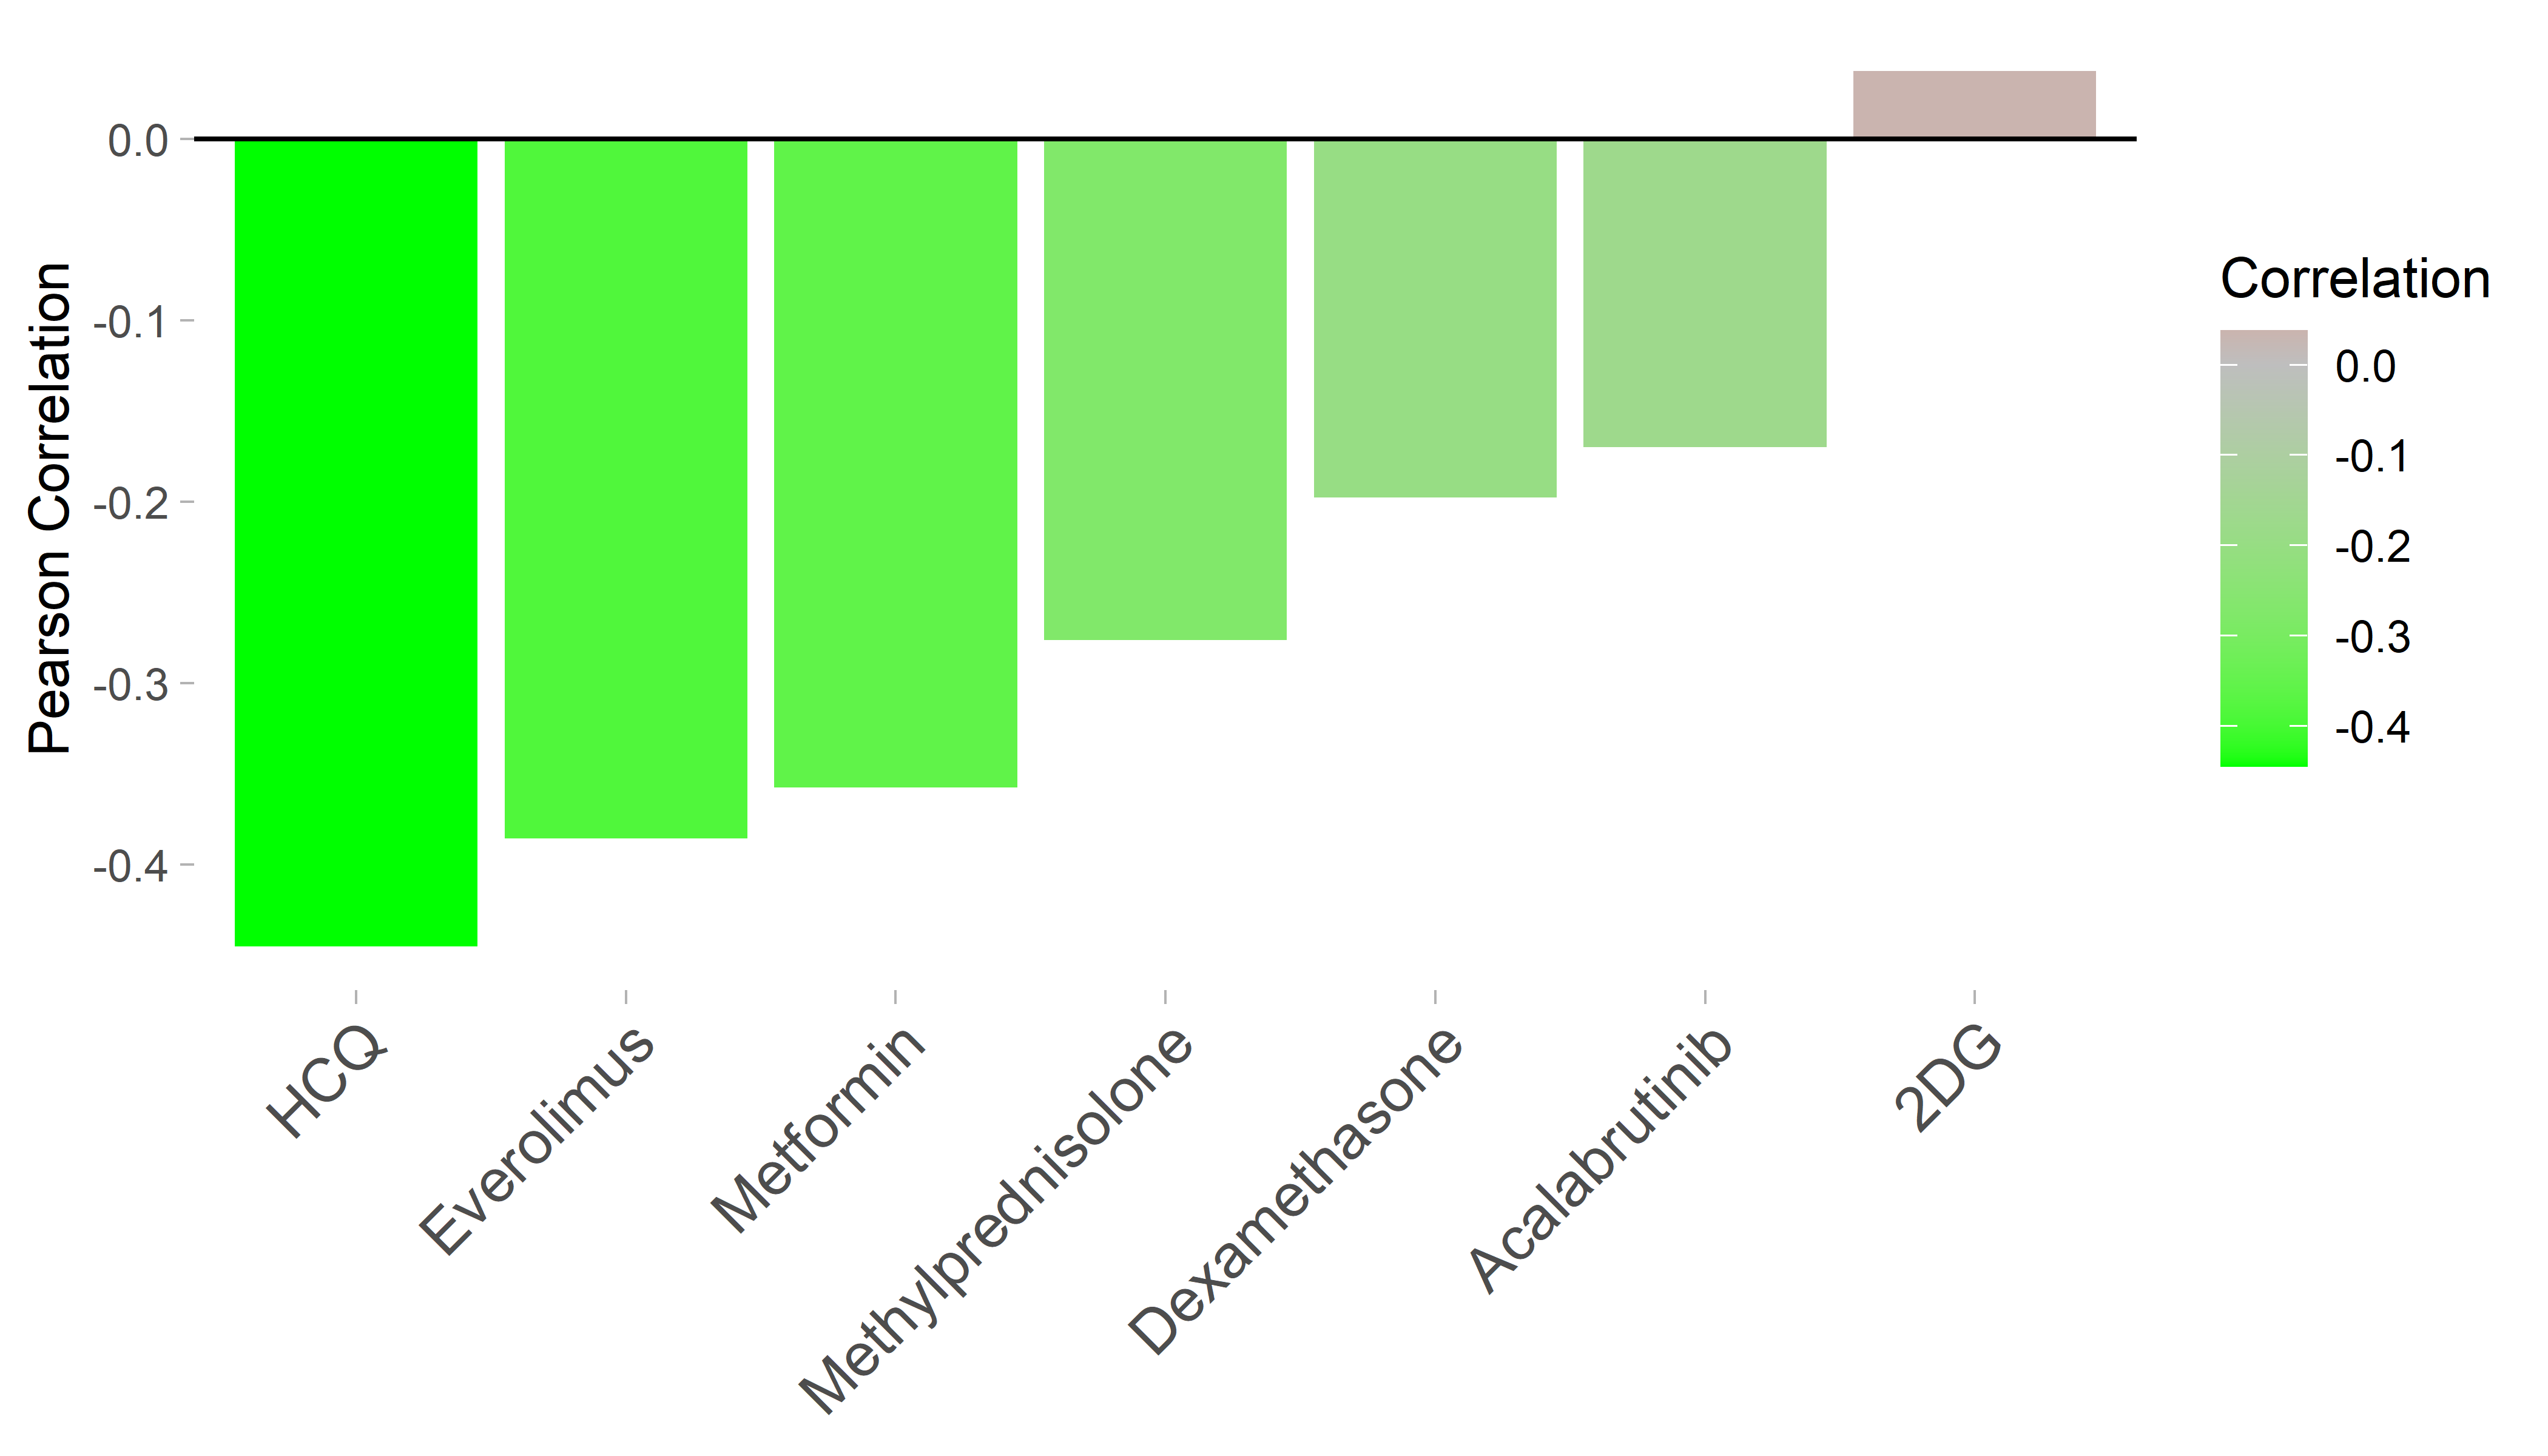 Pearson Correlation
0.0
-0.1
-0.2
-0.3
-0.4
HCQ
Everolimus
Metformin
Methylprednisolone
Dexamethasone
Acalabrutinib
2DG
Correlation
0.0
-0.1
-0.2
-0.3
-0.4